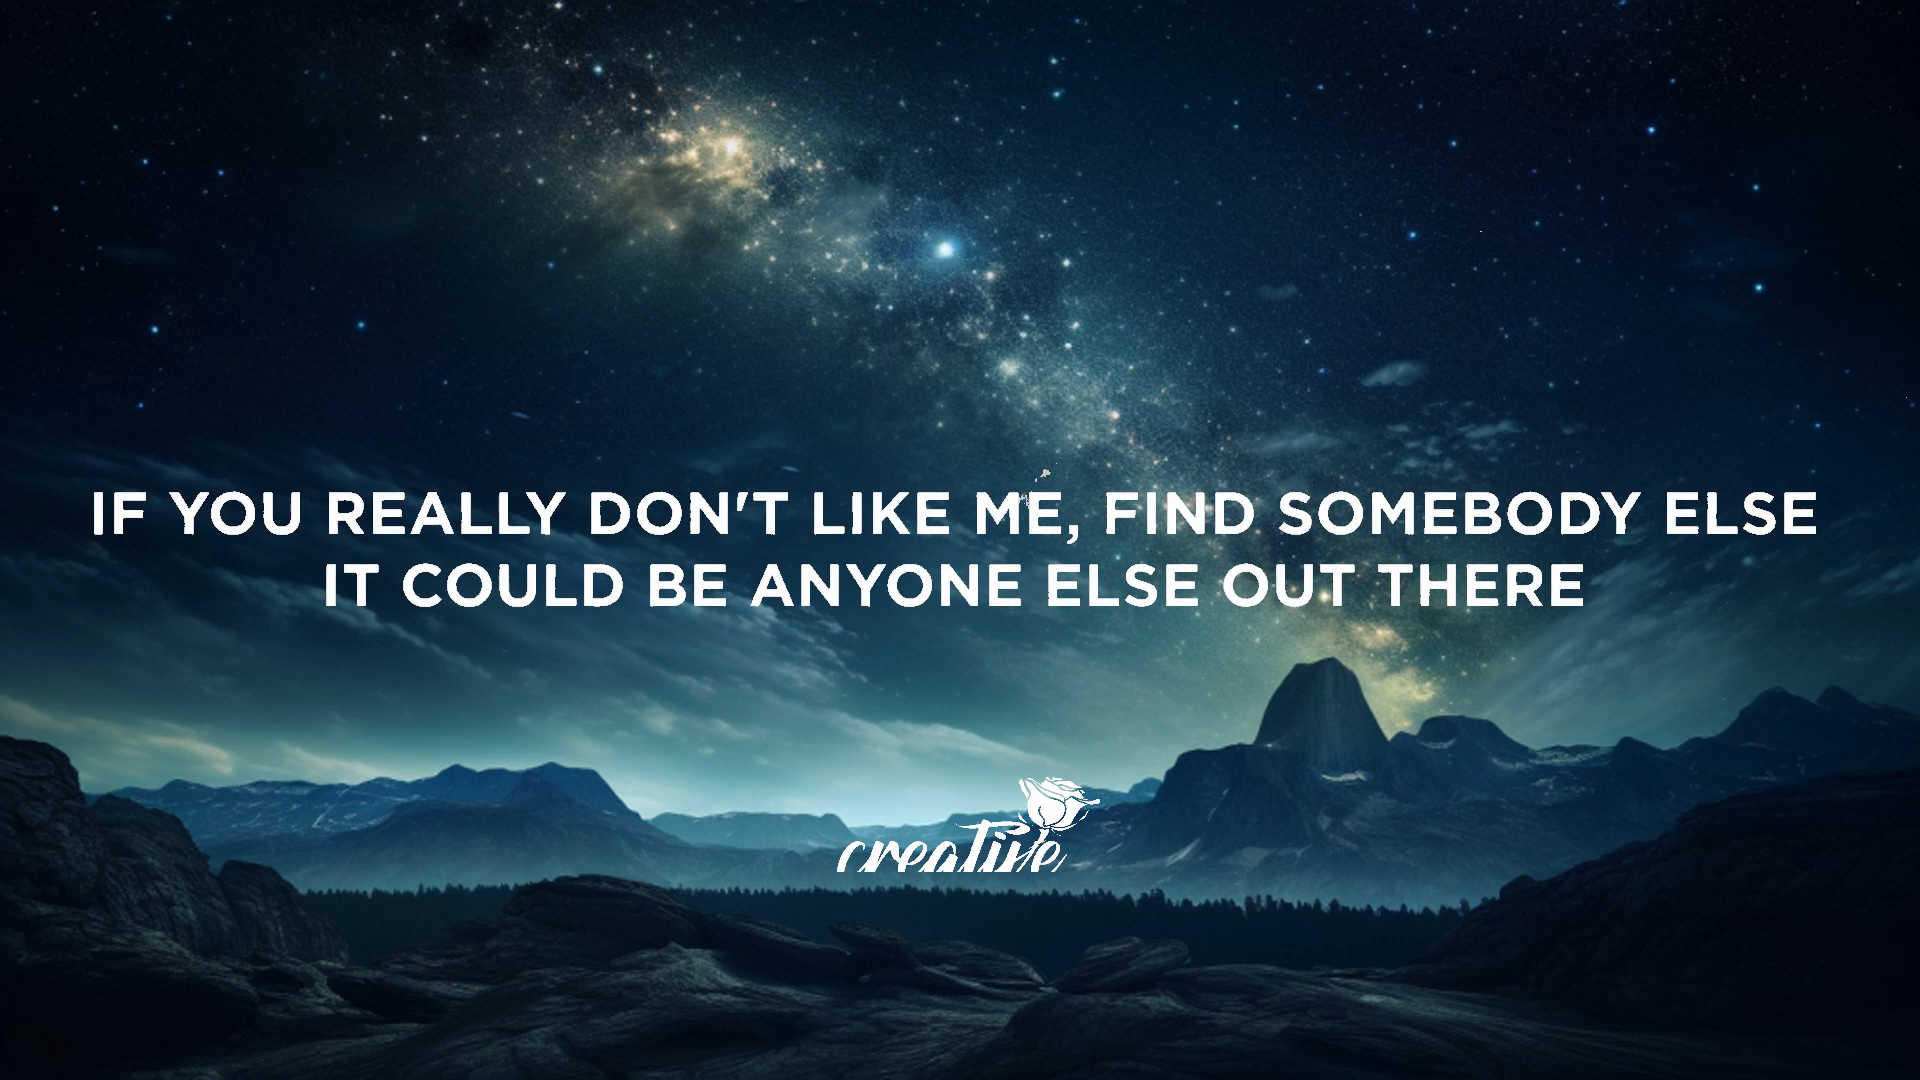 IF YOU REALLY DON'T LIKE ME, FIND SOMEBODY ELSE
IT COULD BE ANYONE ELSE OUT THERE
creative